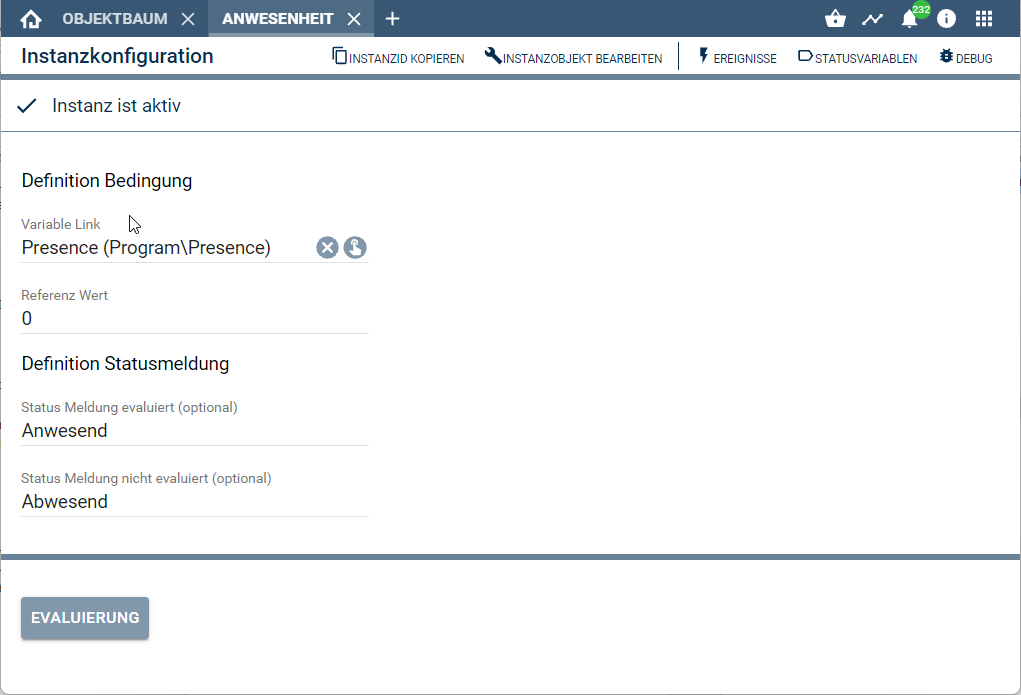 OBJEKTBAUM ANWESENHEIT 232
Instanzkonfiguration INSTANZID KOPIEREN INSTANZOBJEKT BEARBEITEN EREIGNISSE STATUSVARIABLEN DEBUG
Instanz ist aktiv
Definition Bedingung
Variable Link
Presence (Program\Presence)
Referenz Wert
0
Definition Statusmeldung
Status Meldung evaluiert (optional)
Anwesend
Status Meldung nicht evaluiert (optional)
Abwesend
EVALUIERUNG